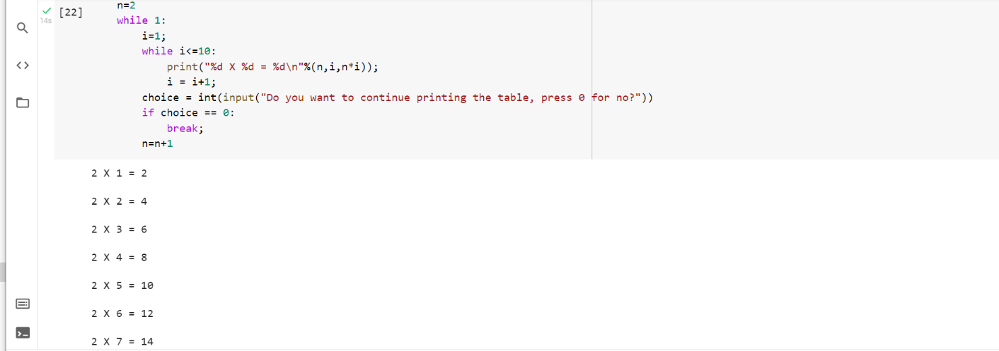 [22]
14s
n=2
while 1:
i=1;
while i<=10:
print("%d X %d = %d\n"%(n,i,n*i));
i = i+1;
choice = int(input("Do you want to continue printing the table, press 0 for no?"))
if choice == 0:
break;
n=n+1
2 X 1 = 2
2 X 2 = 4
2 X 3 = 6
2 X 4 = 8
2 X 5 = 10
2 X 6 = 12
2 X 7 = 14